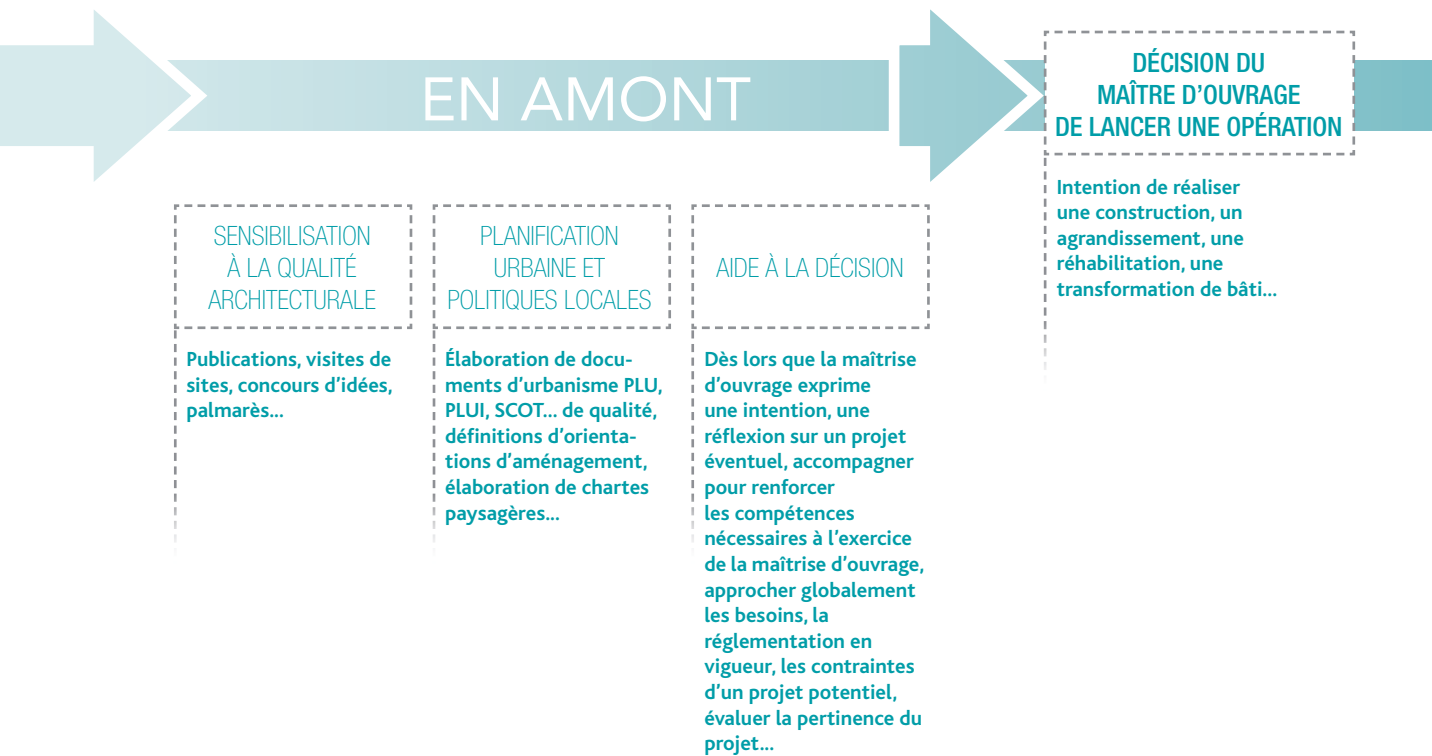 EN AMONT
DÉCISION DU
MAÎTRE D'OUVRAGE
DE LANCER UNE OPÉRATION
Intention de réaliser
une construction, un
agrandissement, une
réhabilitation, une
transformation de bâti...
SENSIBILISATION
À LA QUALITÉ
ARCHITECTURALE
Publications, visites de
sites, concours d'idées,
palmarès...
PLANIFICATION
URBAINE ET
POLITIQUES LOCALES
Élaboration de docu-
ments d'urbanisme PLU,
PLUI, SCOT... de qualité,
définitions d'orienta-
tions d'aménagement,
élaboration de chartes
paysagères...
AIDE À LA DÉCISION
Dès lors que la maîtrise
d'ouvrage exprime
une intention, une
réflexion sur un projet
éventuel, accompagner
pour renforcer
les compétences
nécessaires à l'exercice
de la maîtrise d'ouvrage,
approcher globalement
les besoins, la
réglementation en
vigueur, les contraintes
d'un projet potentiel,
évaluer la pertinence du
projet...